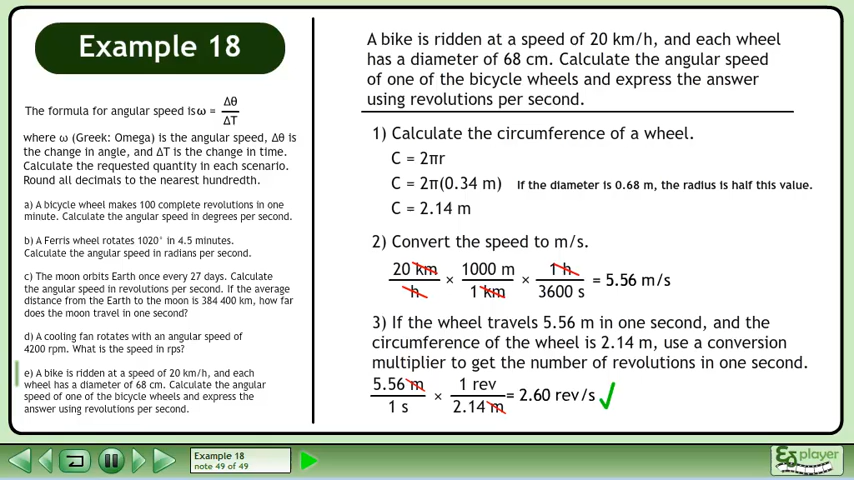 Example 18
The formula for angular speed is ω = Δθ / ΔT
where ω (Greek: Omega) is the angular speed, Δθ is
the change in angle, and ΔT is the change in time.
Calculate the requested quantity in each scenario.
Round all decimals to the nearest hundredth.
a) A bicycle wheel makes 100 complete revolutions in one
minute. Calculate the angular speed in degrees per second.
b) A Ferris wheel rotates 1020° in 4.5 minutes.
Calculate the angular speed in radians per second.
c) The moon orbits Earth once every 27 days. Calculate
the angular speed in revolutions per second. If the average
distance from the Earth to the moon is 384 400 km, how far
does the moon travel in one second?
d) A cooling fan rotates with an angular speed of
4200 rpm. What is the speed in rps?
e) A bike is ridden at a speed of 20 km/h, and each
wheel has a diameter of 68 cm. Calculate the angular
speed of one of the bicycle wheels and express the
answer using revolutions per second.
A bike is ridden at a speed of 20 km/h, and each wheel
has a diameter of 68 cm. Calculate the angular speed
of one of the bicycle wheels and express the answer
using revolutions per second.
1) Calculate the circumference of a wheel.
C = 2πr
C = 2π(0.34 m) If the diameter is 0.68 m, the radius is half this value.
C = 2.14 m
2) Convert the speed to m/s.
20 km / h × 1000 m / 1 km × 1 h / 3600 s = 5.56 m/s
3) If the wheel travels 5.56 m in one second, and the
circumference of the wheel is 2.14 m, use a conversion
multiplier to get the number of revolutions in one second.
5.56 m / 1 s × 1 rev / 2.14 m = 2.60 rev/s
Example 18
note 49 of 49
player